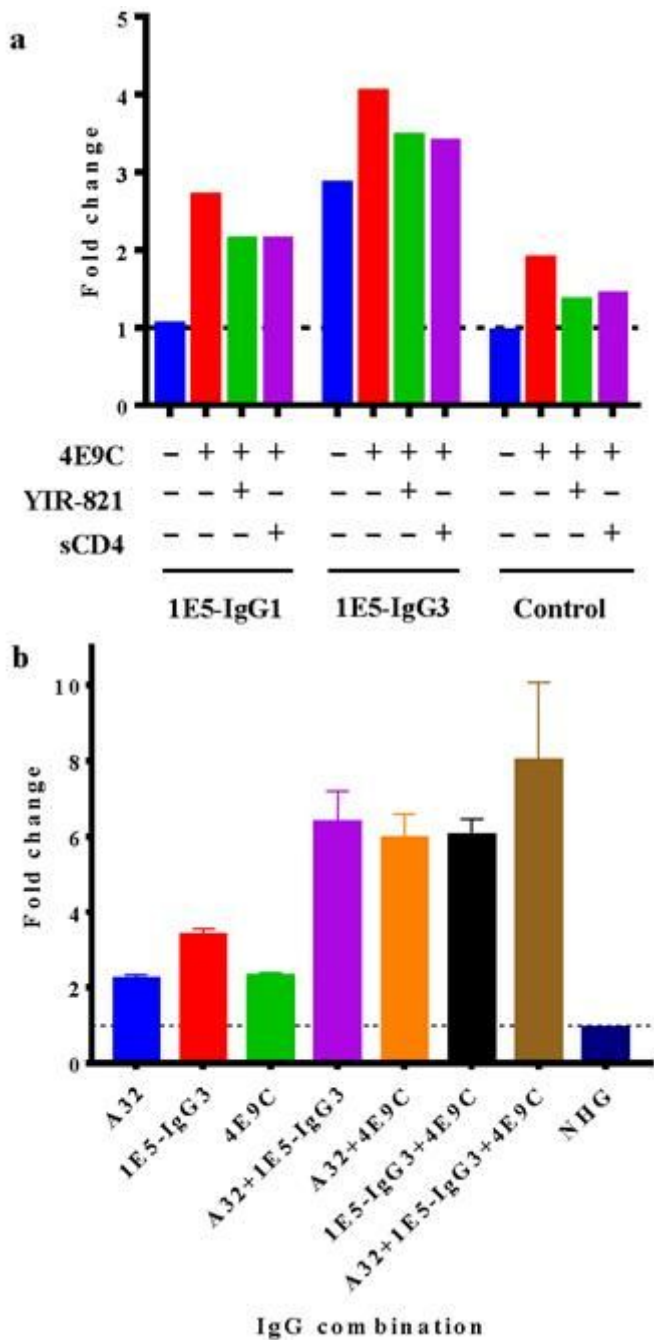 a
Fold change
5
4
3
2
1
0
4E9C - + + + - + + + - + + +
YIR-821 - - + - - - + - - - + -
sCD4 - - - + - - - + - - - +
1E5-IgG1 1E5-IgG3 Control
b
Fold change
10
8
6
4
2
0
A32
1E5-IgG3
4E9C
A32+1E5-IgG3
A32+4E9C
1E5-IgG3+4E9C
A32+1E5-IgG3+4E9C
NHG
IgG combination